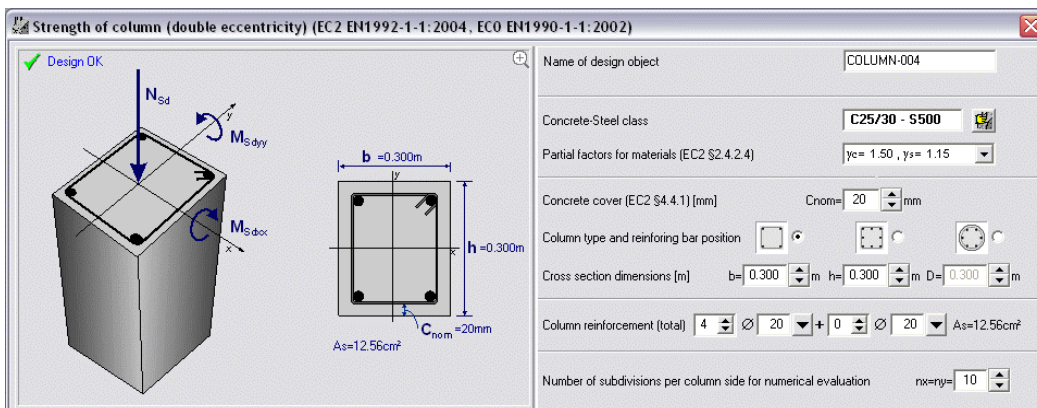 Strength of column (double eccentricity) (EC2 EN1992-1-1:2004, EC0 EN1990-1-1:2002)
Design OK
NSd
y
MSdyy
MSdxx
x
b =0.300m
y
h =0.300m
x
Cnom =20mm
As=12.56cm²
Name of design object COLUMN-004
Concrete-Steel class C25/30 - S500
Partial factors for materials (EC2 §2.4.2.4) γc= 1.50 , γs= 1.15
Concrete cover (EC2 §4.4.1) [mm] Cnom= 20 mm
Column type and reinforing bar position
Cross section dimensions [m] b= 0.300 m h= 0.300 m D= 0.300 m
Column reinforcement (total) 4 Ø 20 + 0 Ø 20 As=12.56cm²
Number of subdivisions per column side for numerical evaluation nx=ny= 10